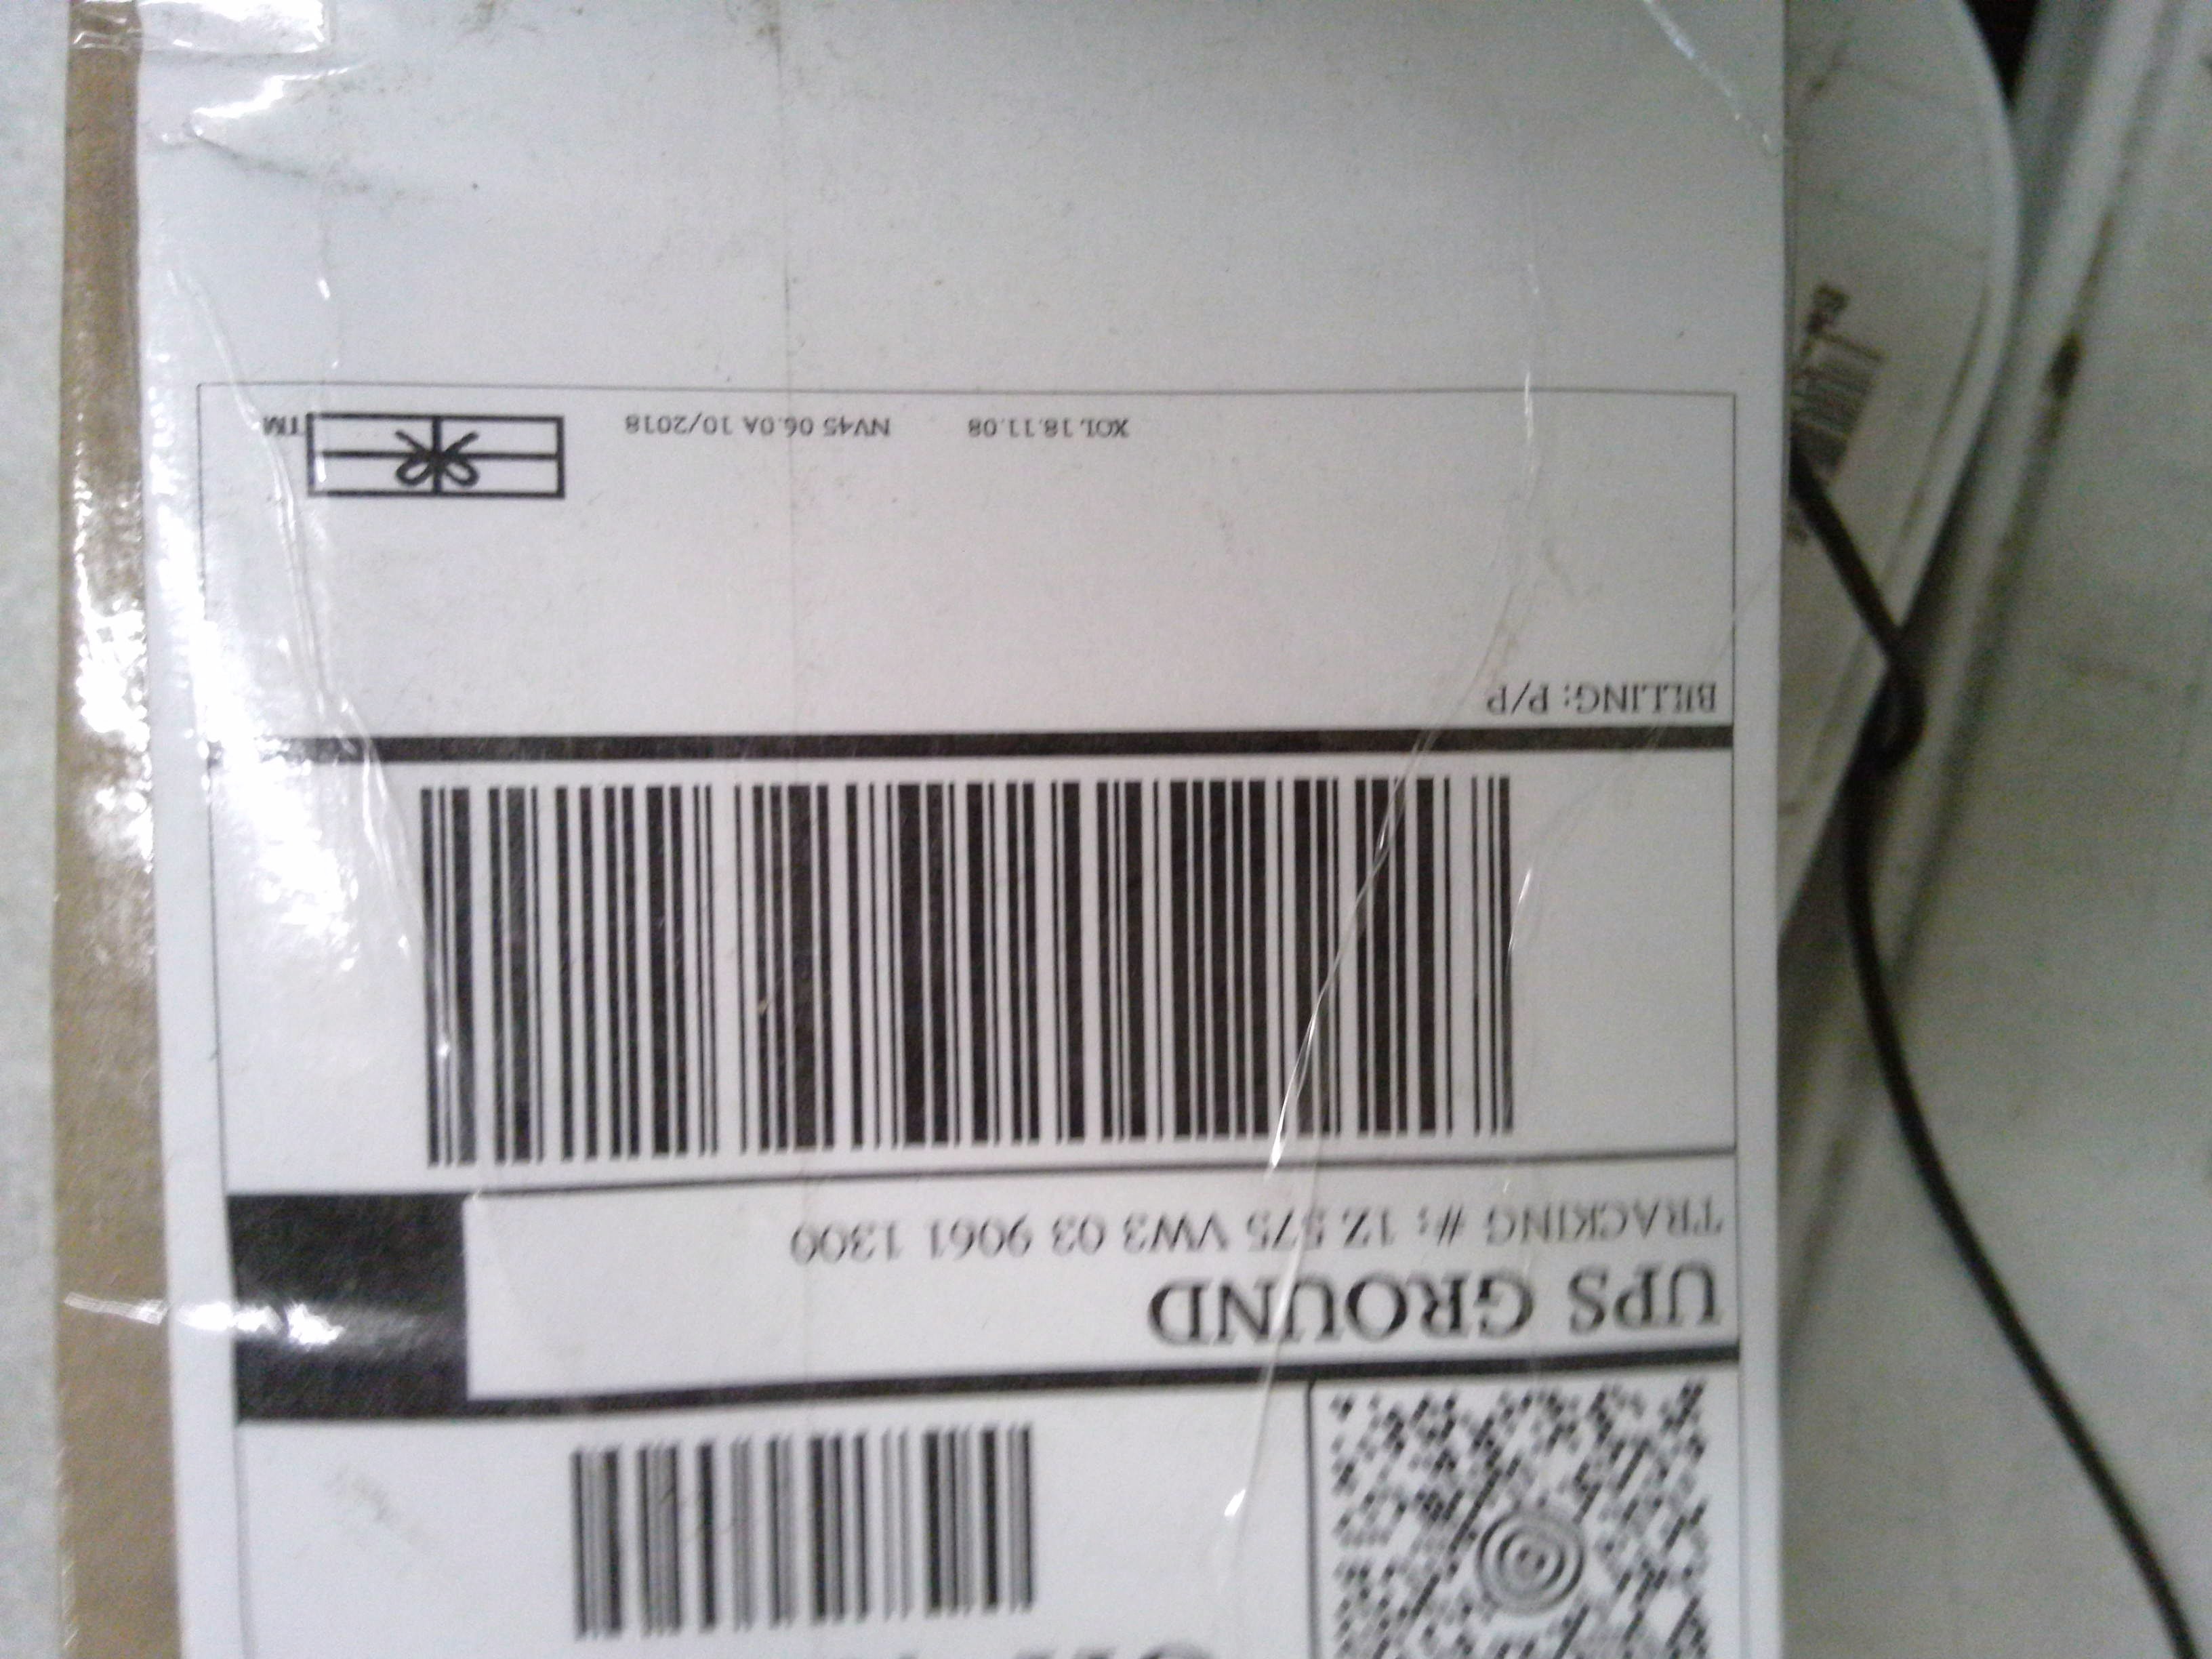 UPS GROUND
TRACKING #: 1Z 575 VW3 03 9061 1300
BILLING: P/P
XOL 18.11.08 NV45 06.0A 10/2018
TM